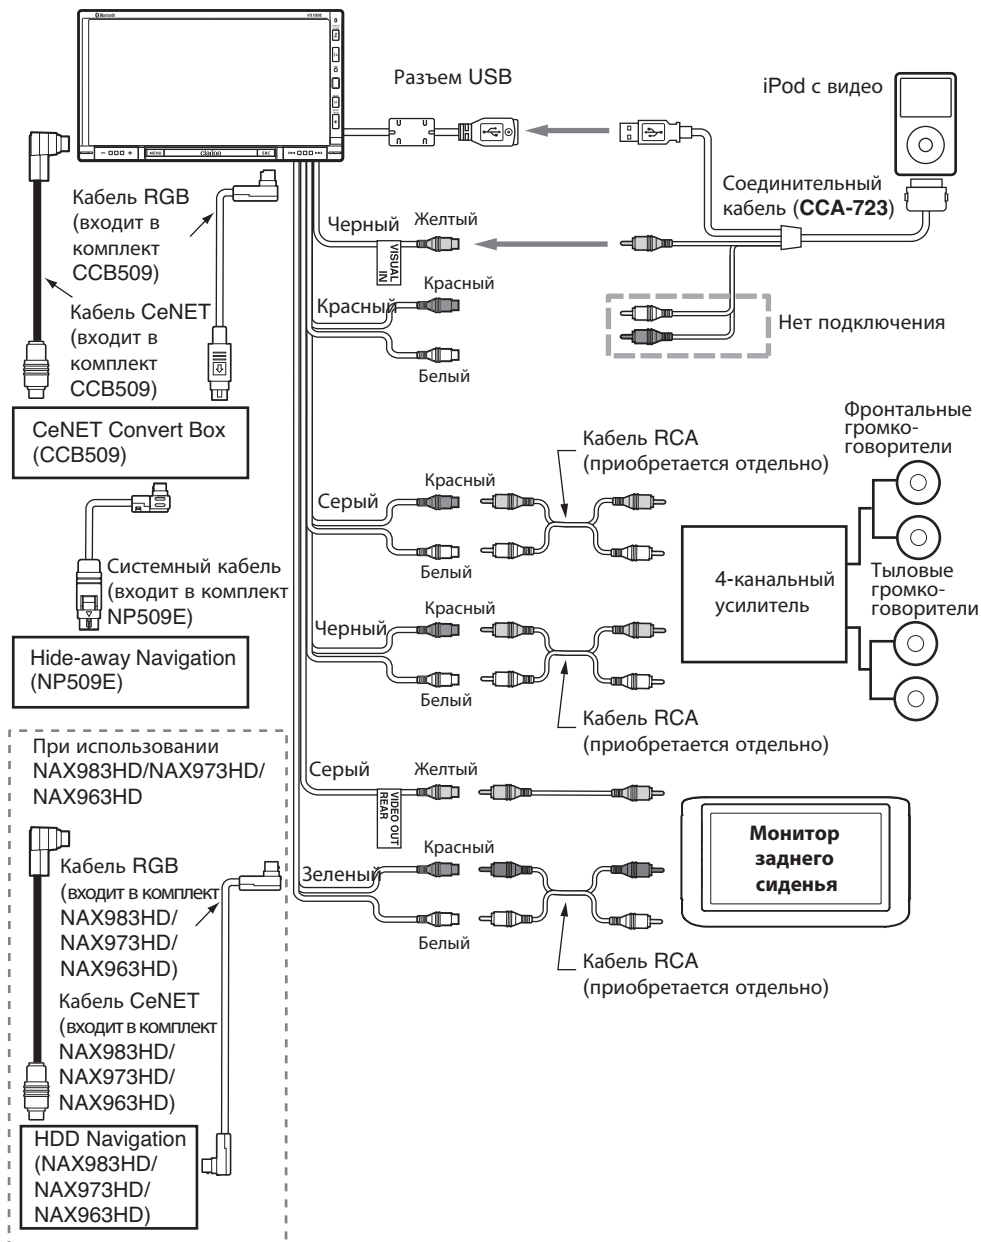 Bluetooth
MENU
clarion
SRC
Разъем USB
iPod с видео
Соединительный
кабель (CCA-723)
Кабель RGB
(входит в
комплект
CCB509)
Кабель CeNET
(входит в
комплект
CCB509)
Черный
Желтый
VISUAL
IN
Красный
Красный
Белый
Нет подключения
CeNET Convert Box
(CCB509)
Фронтальные
громко-
говорители
Кабель RCA
(приобретается отдельно)
Серый
Красный
Белый
4-канальный
усилитель
Тыловые
громко-
говорители
Системный кабель
(входит в комплект
NP509E)
Черный
Красный
Белый
Hide-away Navigation
(NP509E)
Кабель RCA
(приобретается отдельно)
При использовании
NAX983HD/NAX973HD/
NAX963HD
Серый
Желтый
VIDEO OUT
REAR
Монитор
заднего
сиденья
Зеленый
Красный
Белый
Кабель RCA
(приобретается отдельно)
Кабель RGB
(входит в комплект
NAX983HD/
NAX973HD/
NAX963HD)
Кабель CeNET
(входит в комплект
NAX983HD/
NAX973HD/
NAX963HD)
HDD Navigation
(NAX983HD/
NAX973HD/
NAX963HD)